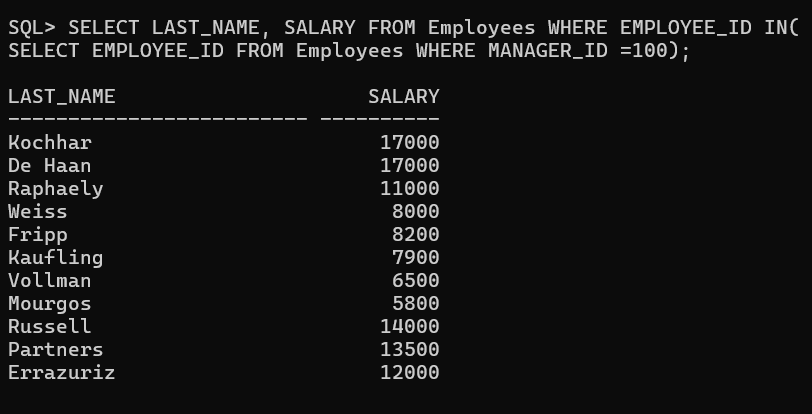 SQL> SELECT LAST_NAME, SALARY FROM Employees WHERE EMPLOYEE_ID IN(
SELECT EMPLOYEE_ID FROM Employees WHERE MANAGER_ID =100);
LAST_NAME                     SALARY
------------------------- ----------
Kochhar                        17000
De Haan                        17000
Raphaely                       11000
Weiss                           8000
Fripp                           8200
Kaufling                        7900
Vollman                         6500
Mourgos                         5800
Russell                        14000
Partners                       13500
Errazuriz                      12000